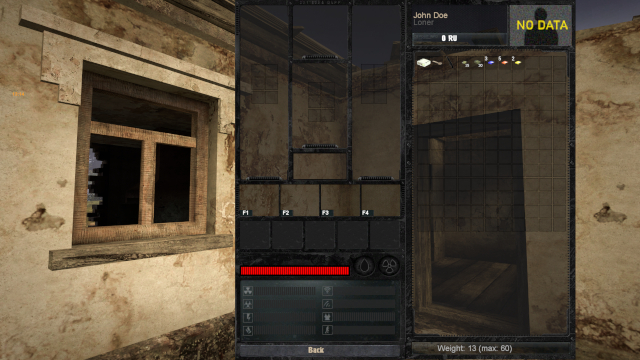 John Doe
Loner
NO DATA
0 RU
F1
F2
F3
F4
Back
Weight: 13 (max: 60)